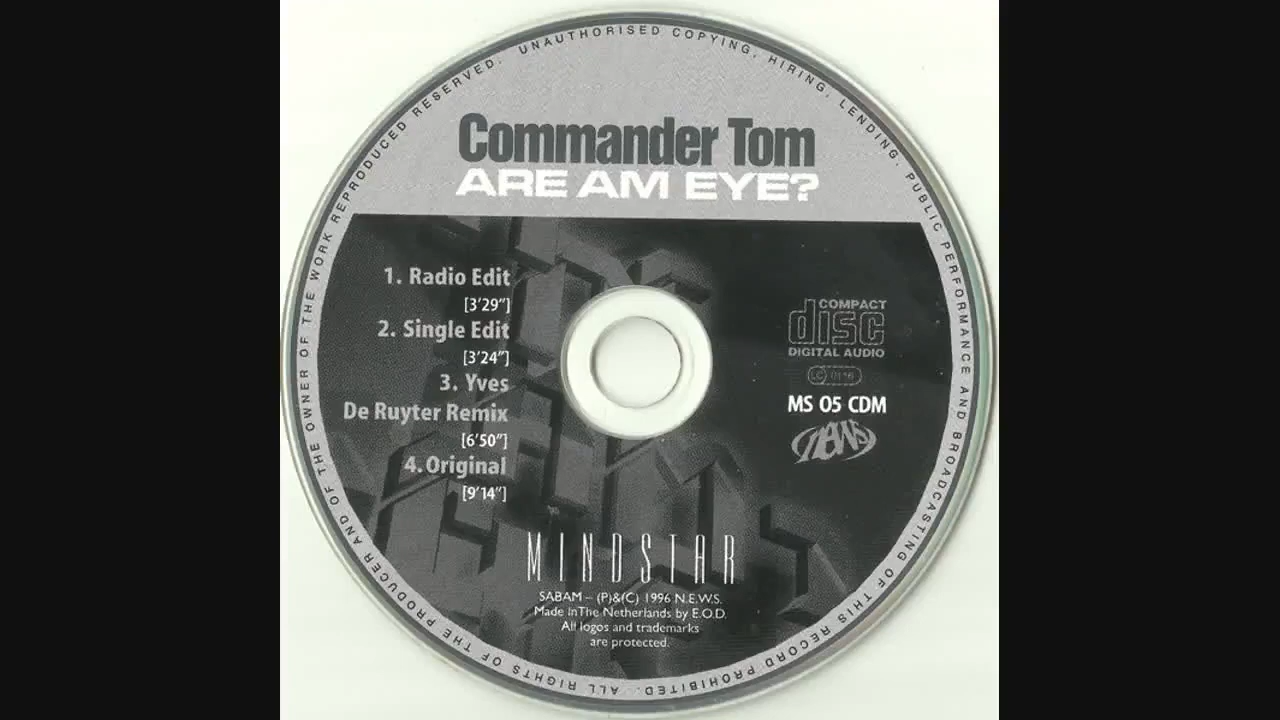 UNAUTHORISED COPYING, HIRING, LENDING, PUBLIC PERFORMANCE AND BROADCASTING OF THIS RECORD PROHIBITED. ALL RIGHTS OF THE PRODUCER AND OF THE OWNER OF THE WORK REPRODUCED RESERVED.
Commander Tom
ARE AM EYE?
1. Radio Edit
[3'29"]
2. Single Edit
[3'24"]
3. Yves
De Ruyter Remix
[6'50"]
4. Original
[9'14"]
COMPACT
disc
DIGITAL AUDIO
LC
MS 05 CDM
NEWS
MINDSTAR
SABAM – (P)&(C) 1996 N.E.W.S.
Made in The Netherlands by E.O.D.
All logos and trademarks
are protected.